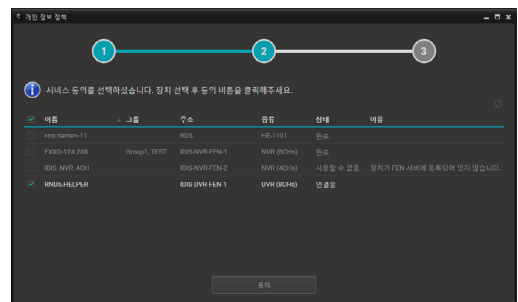 개인 정보 정책
1 2 3
서비스 동의를 선택하셨습니다. 장치 선택 후 동의 버튼을 클릭해주세요.
이름 그룹 주소 종류 상태 이유
<no name>-11 RDS HE-1101 완료
EXXO-124.208 Group1, TEST IDIS-NVR-FEN-1 NVR (8CHs) 완료
IDIS_NVR_4CH IDIS-NVR-FEN-2 NVR (4CHs) 사용할 수 없음 장치가 FEN 서버에 등록되어 있지 않습니다.
RND5.HELPER IDIS-DVR-FEN-1 DVR (8CHs) 연결중
동의